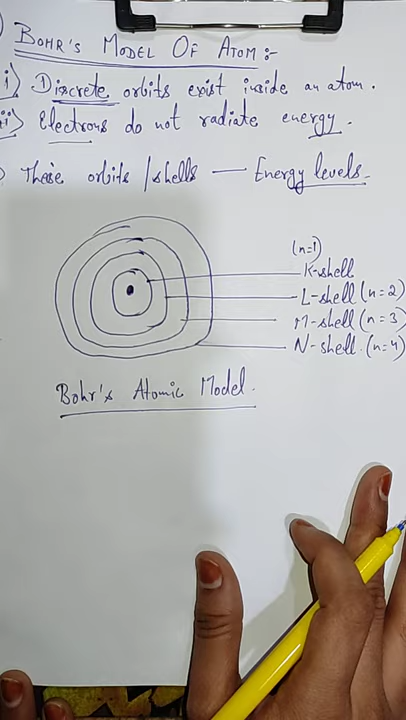 BOHR'S MODEL OF ATOM :-
i) Discrete orbits exist inside an atom.
ii) Electrons do not radiate energy.
) These orbits / shells — Energy levels.
(n=1)
K-shell
L-shell (n=2)
M-shell (n=3)
N-shell. (n=4)
Bohr's Atomic Model.